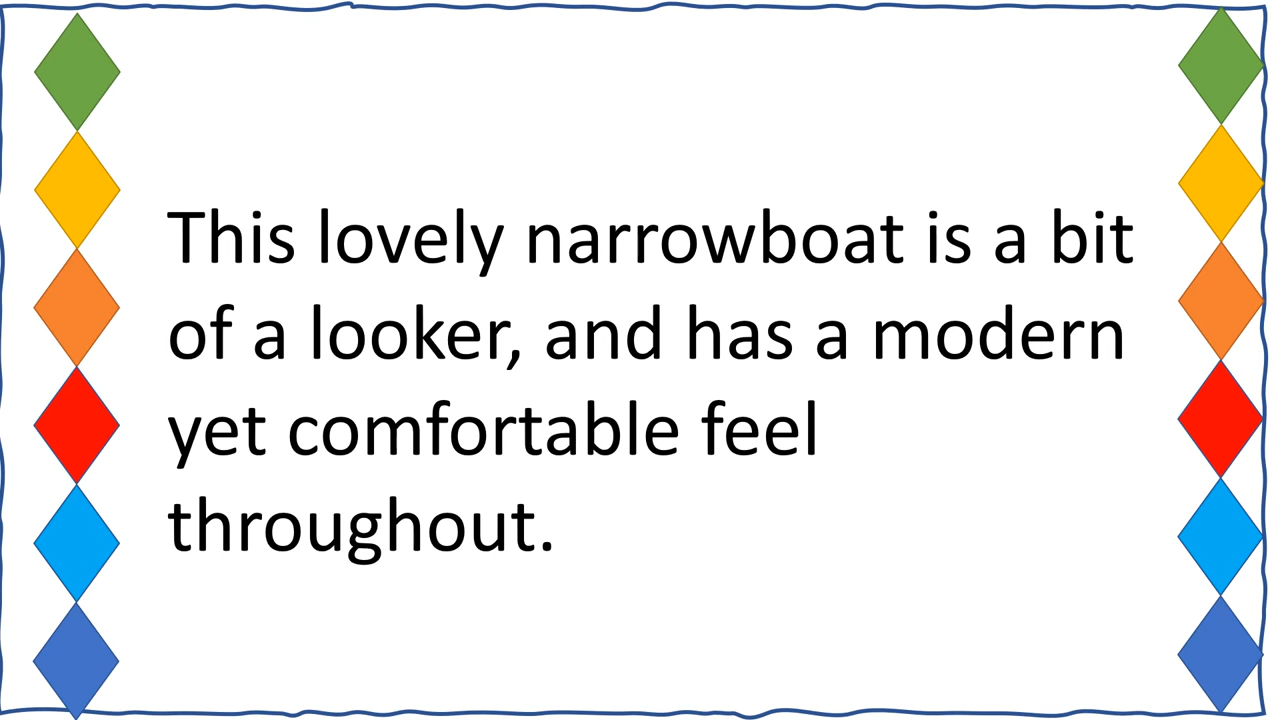 This lovely narrowboat is a bit
of a looker, and has a modern
yet comfortable feel
throughout.